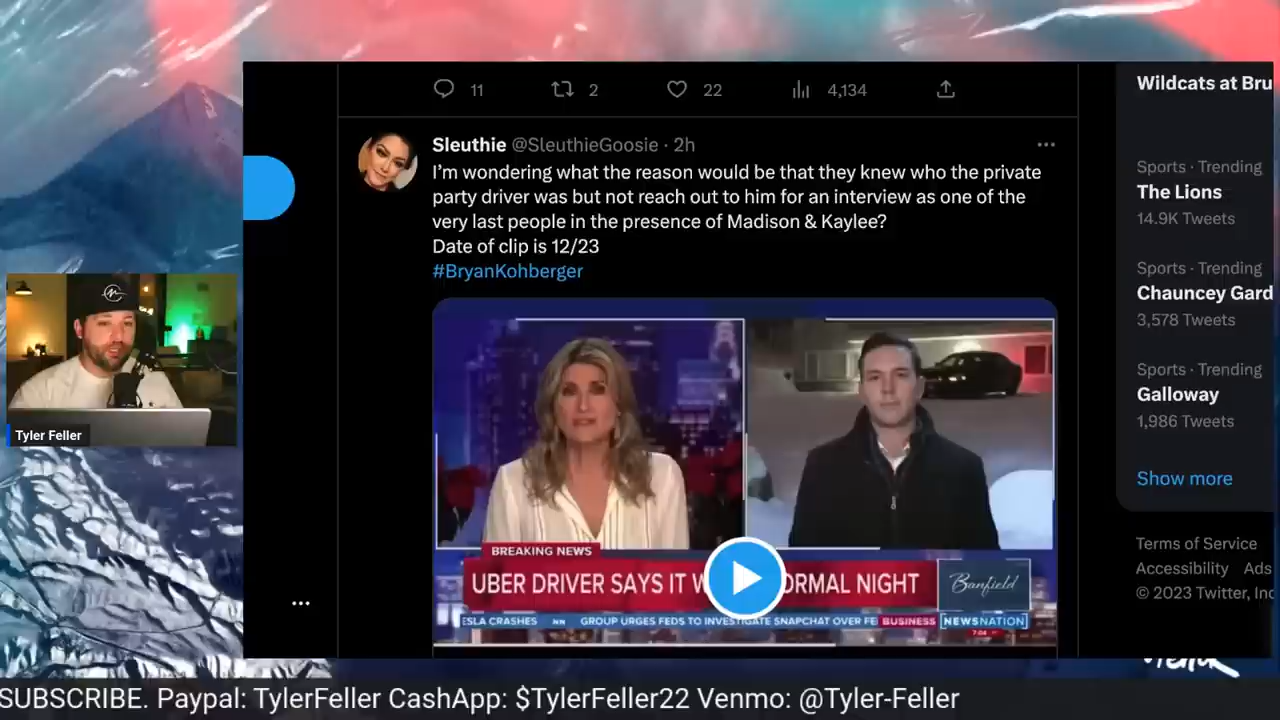 11 2 22 4,134
Sleuthie @SleuthieGoosie · 2h
I'm wondering what the reason would be that they knew who the private
party driver was but not reach out to him for an interview as one of the
very last people in the presence of Madison & Kaylee?
Date of clip is 12/23
#BryanKohberger
BREAKING NEWS
UBER DRIVER SAYS IT ORMAL NIGHT
Banfield
ESLA CRASHES NN GROUP URGES FEDS TO INVESTIGATE SNAPCHAT OVER FE BUSINESS NEWSNATION
7:04
Wildcats at Bru
Sports · Trending
The Lions
14.9K Tweets
Sports · Trending
Chauncey Gard
3,578 Tweets
Sports · Trending
Galloway
1,986 Tweets
Show more
Terms of Service
Accessibility Ads
© 2023 Twitter, Inc
Tyler Feller
SUBSCRIBE. Paypal: TylerFeller CashApp: $TylerFeller22 Venmo: @Tyler-Feller